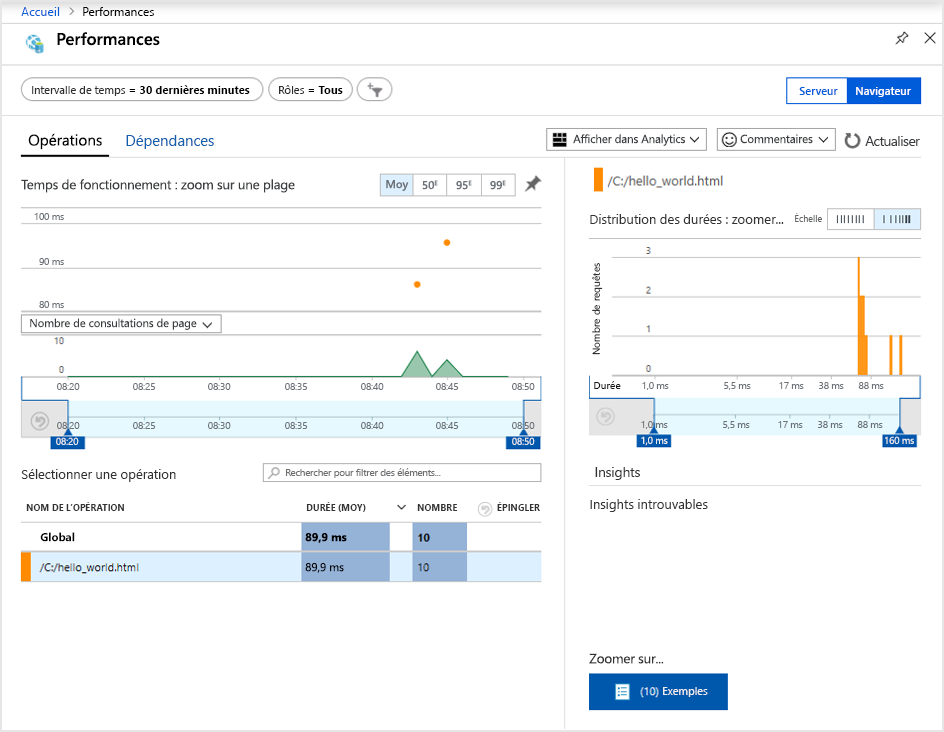 Accueil > Performances
Performances
Intervalle de temps = 30 dernières minutes
Rôles = Tous
Serveur
Navigateur
Opérations
Dépendances
Afficher dans Analytics
Commentaires
Actualiser
Temps de fonctionnement : zoom sur une plage
Moy
50ᴱ
95ᴱ
99ᴱ
100 ms
90 ms
80 ms
Nombre de consultations de page
10
0
08:20 08:25 08:30 08:35 08:40 08:45 08:50
08:20 08:25 08:30 08:35 08:40 08:45 08:50
08:20 08:50
Sélectionner une opération
Rechercher pour filtrer des éléments...
NOM DE L'OPÉRATION DURÉE (MOY) NOMBRE ÉPINGLER
Global 89,9 ms 10
/C:/hello_world.html 89,9 ms 10
/C:/hello_world.html
Distribution des durées : zoomer...
Échelle
Nombre de requêtes
3
2
1
0
Durée 1,0 ms 5,5 ms 17 ms 38 ms 88 ms
1,0 ms 5,5 ms 17 ms 38 ms 88 ms
1,0 ms 160 ms
Insights
Insights introuvables
Zoomer sur...
(10) Exemples